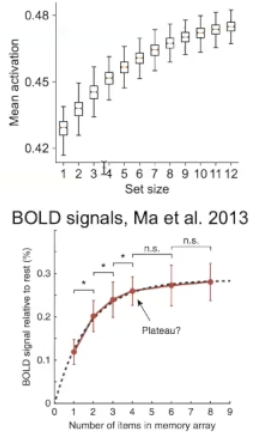 0.48
0.45
0.42
Mean activation
1 2 3 4 5 6 7 8 9 10 11 12
Set size
BOLD signals, Ma et al. 2013
n.s.
n.s.
*
*
*
0.3
0.2
0.1
0
BOLD signal relative to rest (%)
Plateau?
0 1 2 3 4 5 6 7 8 9
Number of items in memory array